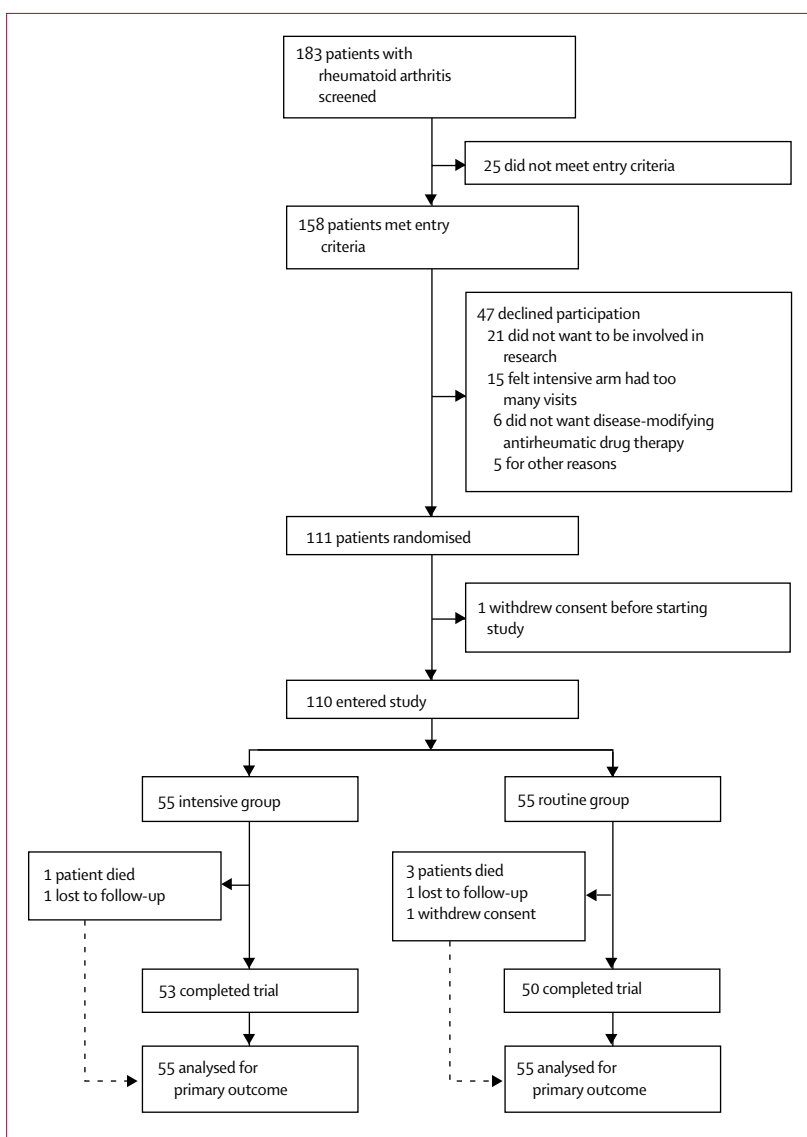 183 patients with
rheumatoid arthritis
screened
25 did not meet entry criteria
158 patients met entry
criteria
47 declined participation
21 did not want to be involved in
research
15 felt intensive arm had too
many visits
6 did not want disease-modifying
antirheumatic drug therapy
5 for other reasons
111 patients randomised
1 withdrew consent before starting
study
110 entered study
55 intensive group
55 routine group
1 patient died
1 lost to follow-up
3 patients died
1 lost to follow-up
1 withdrew consent
53 completed trial
50 completed trial
55 analysed for
primary outcome
55 analysed for
primary outcome